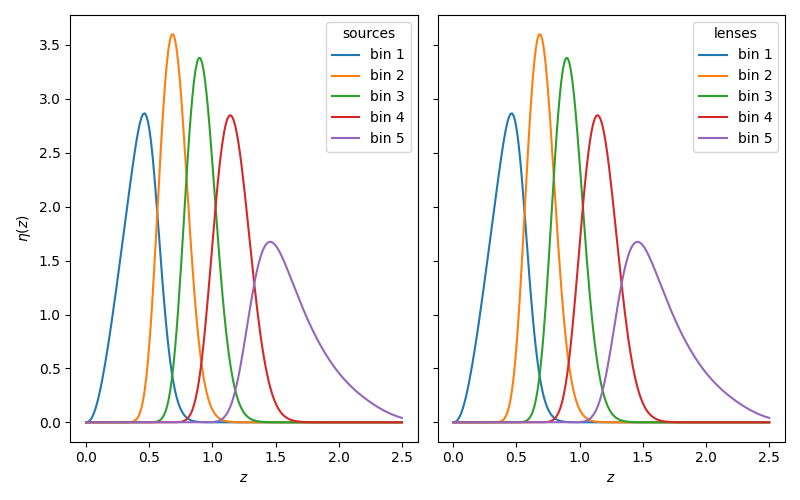 sources
bin 1
bin 2
bin 3
bin 4
bin 5
lenses
bin 1
bin 2
bin 3
bin 4
bin 5
η(z)
3.5
3.0
2.5
2.0
1.5
1.0
0.5
0.0
0.0 0.5 1.0 1.5 2.0 2.5
z
0.0 0.5 1.0 1.5 2.0 2.5
z